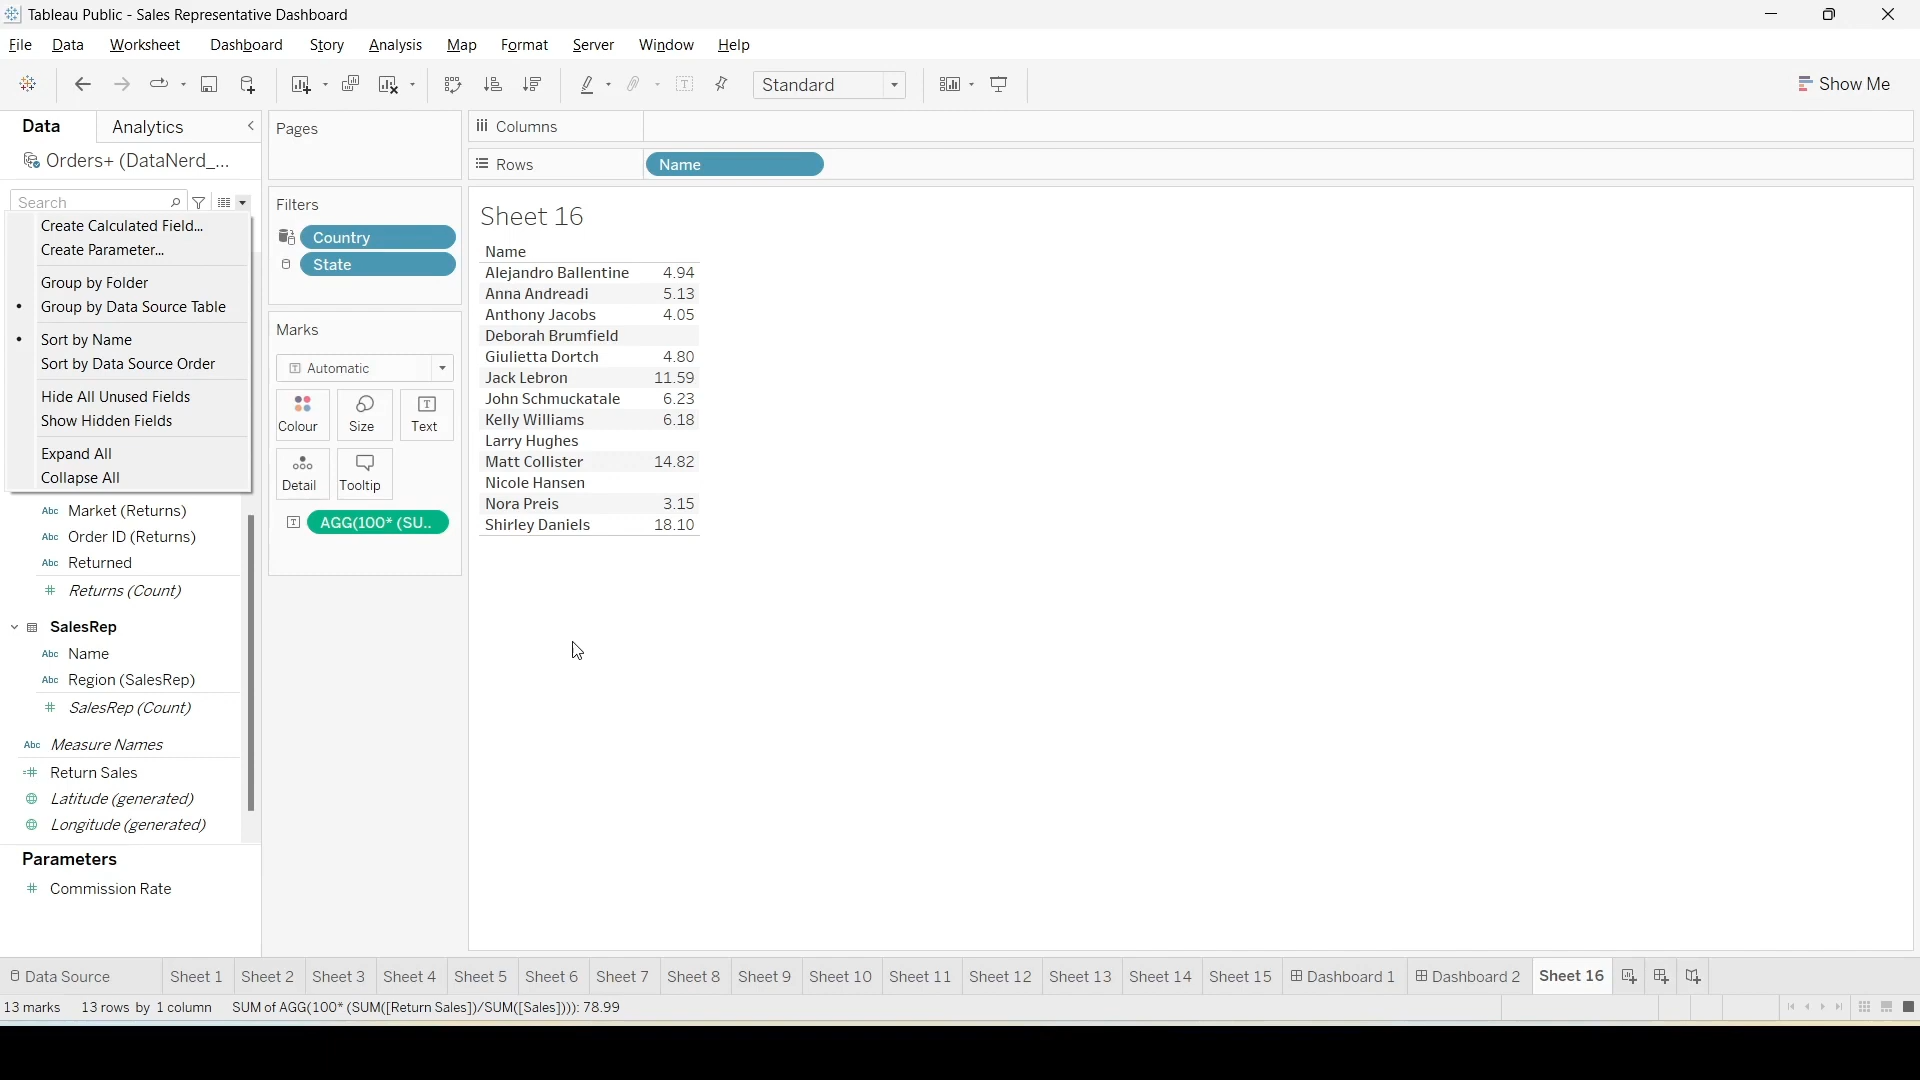 Tableau Public - Sales Representative Dashboard
File Data Worksheet Dashboard Story Analysis Map Format Server Window Help
Standard
Show Me
Data Analytics
Orders+ (DataNerd_...
Search
Create Calculated Field...
Create Parameter...
Group by Folder
• Group by Data Source Table
• Sort by Name
Sort by Data Source Order
Hide All Unused Fields
Show Hidden Fields
Expand All
Collapse All
Abc Market (Returns)
Abc Order ID (Returns)
Abc Returned
# Returns (Count)
SalesRep
Abc Name
Abc Region (SalesRep)
# SalesRep (Count)
Abc Measure Names
=# Return Sales
Latitude (generated)
Longitude (generated)
Parameters
# Commission Rate
Pages
Filters
Country
State
Marks
T Automatic
Colour Size T Text
Detail Tooltip
T AGG(100* (SU..
Columns
Rows Name
Sheet 16
Name
Alejandro Ballentine 4.94
Anna Andreadi 5.13
Anthony Jacobs 4.05
Deborah Brumfield
Giulietta Dortch 4.80
Jack Lebron 11.59
John Schmuckatale 6.23
Kelly Williams 6.18
Larry Hughes
Matt Collister 14.82
Nicole Hansen
Nora Preis 3.15
Shirley Daniels 18.10
Data Source Sheet 1 Sheet 2 Sheet 3 Sheet 4 Sheet 5 Sheet 6 Sheet 7 Sheet 8 Sheet 9 Sheet 10 Sheet 11 Sheet 12 Sheet 13 Sheet 14 Sheet 15 Dashboard 1 Dashboard 2 Sheet 16
13 marks 13 rows by 1 column SUM of AGG(100* (SUM([Return Sales])/SUM([Sales]))): 78.99